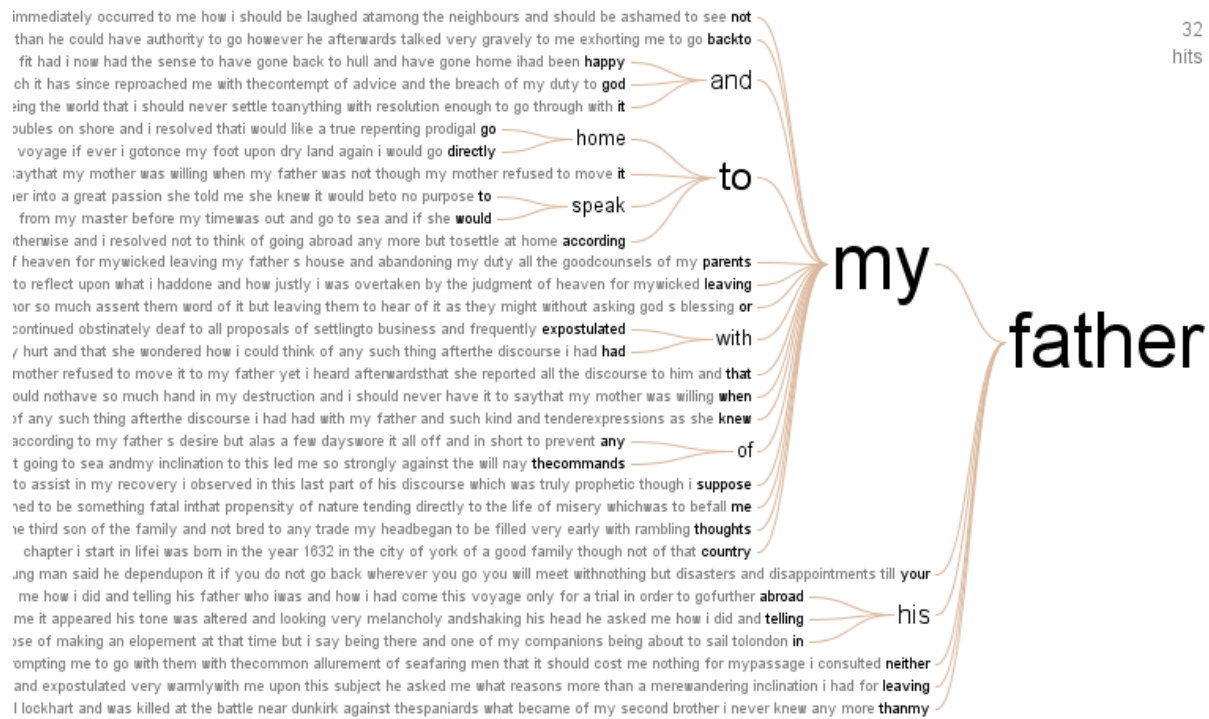 immediately occurred to me how i should be laughed atamong the neighbours and should be ashamed to see not
than he could have authority to go however he afterwards talked very gravely to me exhorting me to go backto
fit had i now had the sense to have gone back to hull and have gone home ihad been happy
ch it has since reproached me with thecontempt of advice and the breach of my duty to god
eing the world that i should never settle toanything with resolution enough to go through with it
and
oubles on shore and i resolved thati would like a true repenting prodigal go
voyage if ever i gotonce my foot upon dry land again i would go directly
home
saythat my mother was willing when my father was not though my mother refused to move it
er into a great passion she told me she knew it would beto no purpose to
from my master before my timewas out and go to sea and if she would
speak
otherwise and i resolved not to think of going abroad any more but tosettle at home according
to
f heaven for mywicked leaving my father s house and abandoning my duty all the goodcounsels of my parents
to reflect upon what i haddone and how justly i was overtaken by the judgment of heaven for mywicked leaving
nor so much assent them word of it but leaving them to hear of it as they might without asking god s blessing or
continued obstinately deaf to all proposals of settlingto business and frequently expostulated
y hurt and that she wondered how i could think of any such thing afterthe discourse i had had
with
mother refused to move it to my father yet i heard afterwardsthat she reported all the discourse to him and that
ould nothave so much hand in my destruction and i should never have it to saythat my mother was willing when
of any such thing afterthe discourse i had had with my father and such kind and tenderexpressions as she knew
according to my father s desire but alas a few dayswore it all off and in short to prevent any
t going to sea andmy inclination to this led me so strongly against the will nay thecommands
of
to assist in my recovery i observed in this last part of his discourse which was truly prophetic though i suppose
ned to be something fatal inthat propensity of nature tending directly to the life of misery whichwas to befall me
he third son of the family and not bred to any trade my headbegan to be filled very early with rambling thoughts
chapter i start in lifei was born in the year 1632 in the city of york of a good family though not of that country
my
ung man said he dependupon it if you do not go back wherever you go you will meet withnothing but disasters and disappointments till your
me how i did and telling his father who iwas and how i had come this voyage only for a trial in order to gofurther abroad
me it appeared his tone was altered and looking very melancholy andshaking his head he asked me how i did and telling
ose of making an elopement at that time but i say being there and one of my companions being about to sail tolondon in
his
rompting me to go with them with thecommon allurement of seafaring men that it should cost me nothing for mypassage i consulted neither
and expostulated very warmlywith me upon this subject he asked me what reasons more than a merewandering inclination i had for leaving
l lockhart and was killed at the battle near dunkirk against thespaniards what became of my second brother i never knew any more thanmy
father
32
hits